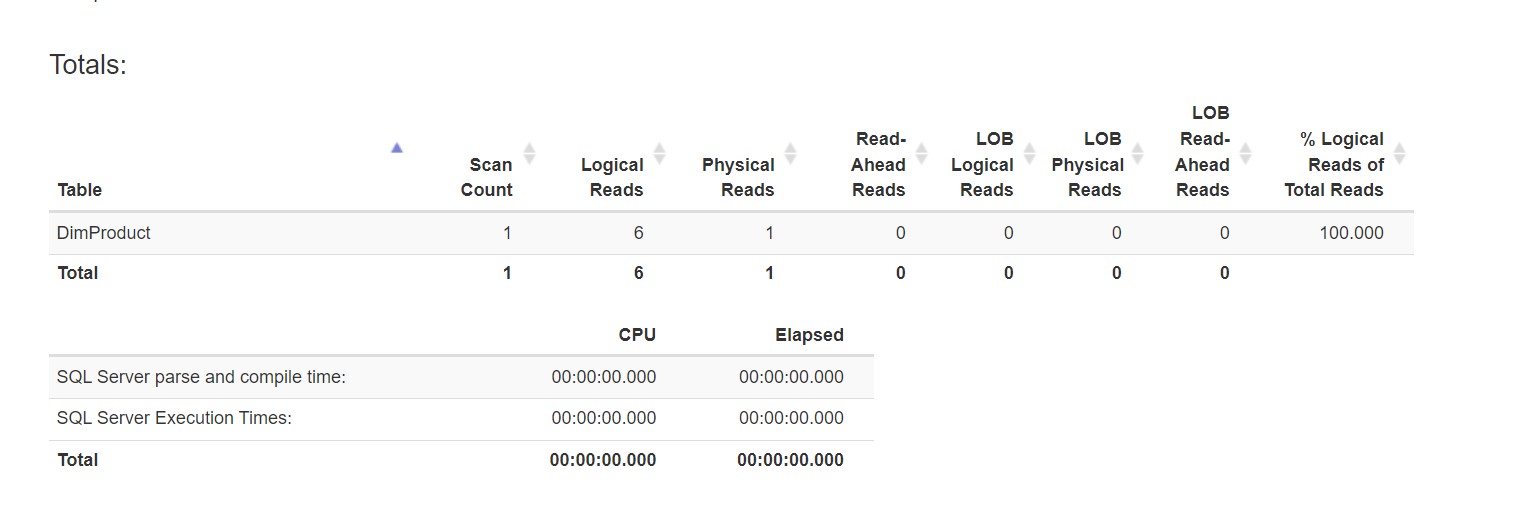 Totals:
LOB
Read- LOB LOB Read- % Logical
Scan Logical Physical Ahead Logical Physical Ahead Reads of
Table Count Reads Reads Reads Reads Reads Reads Total Reads
DimProduct 1 6 1 0 0 0 0 100.000
Total 1 6 1 0 0 0 0
CPU Elapsed
SQL Server parse and compile time: 00:00:00.000 00:00:00.000
SQL Server Execution Times: 00:00:00.000 00:00:00.000
Total 00:00:00.000 00:00:00.000